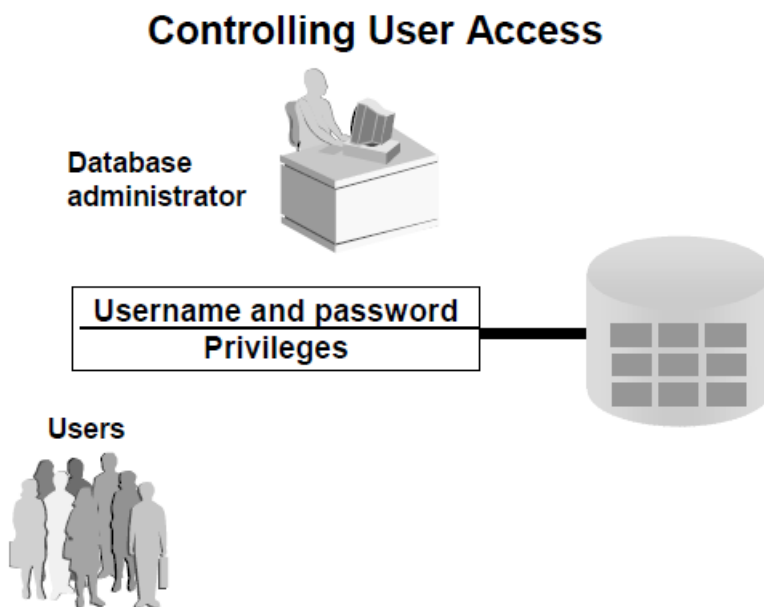 Controlling User Access
Database
administrator
Username and password
Privileges
Users